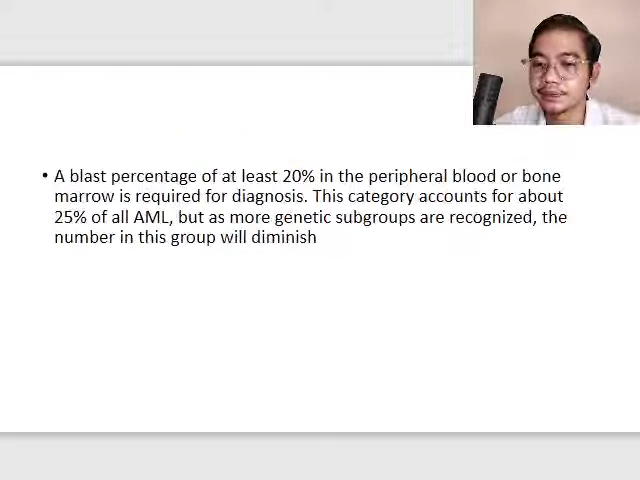 • A blast percentage of at least 20% in the peripheral blood or bone
marrow is required for diagnosis. This category accounts for about
25% of all AML, but as more genetic subgroups are recognized, the
number in this group will diminish